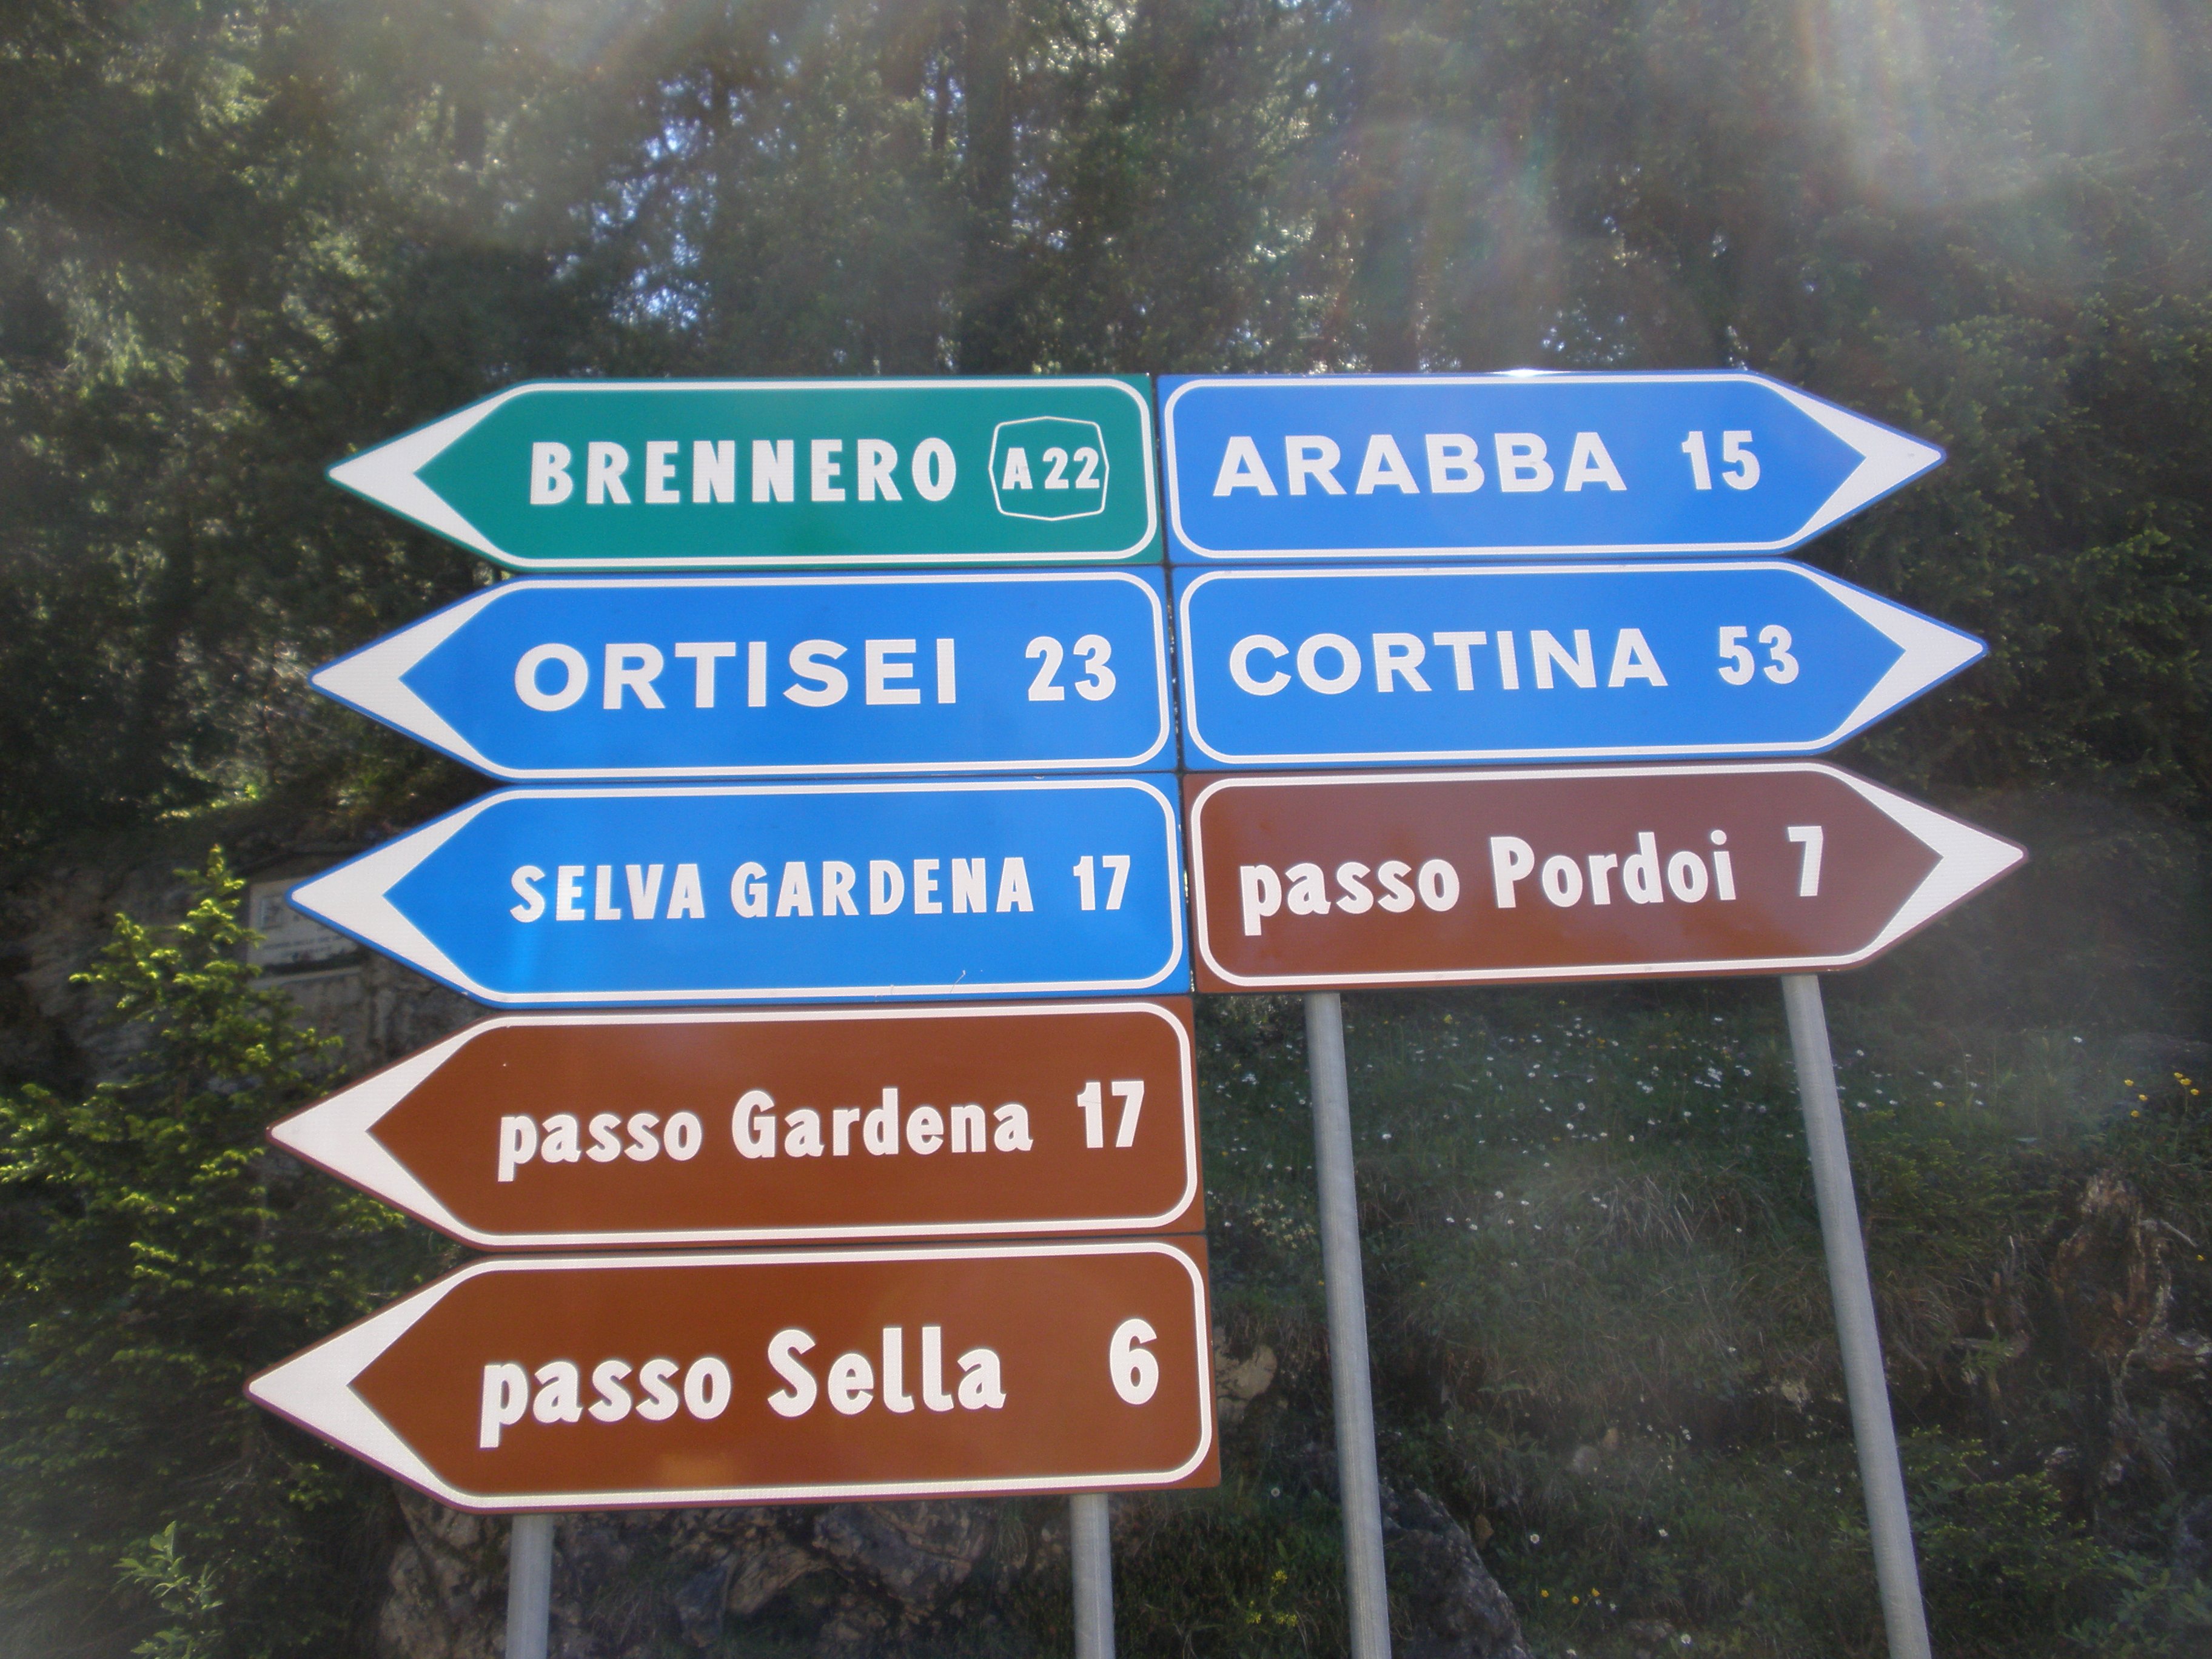 BRENNERO A22
ORTISEI 23
SELVA GARDENA 17
passo Gardena 17
passo Sella 6
ARABBA 15
CORTINA 53
passo Pordoi 7